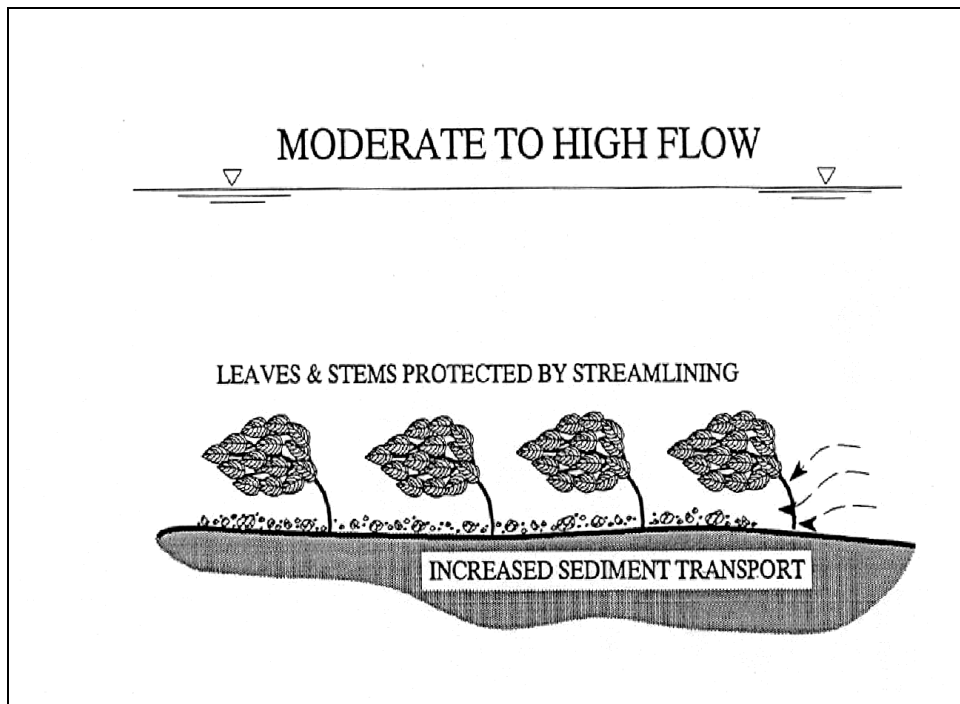 MODERATE TO HIGH FLOW
LEAVES & STEMS PROTECTED BY STREAMLINING
INCREASED SEDIMENT TRANSPORT